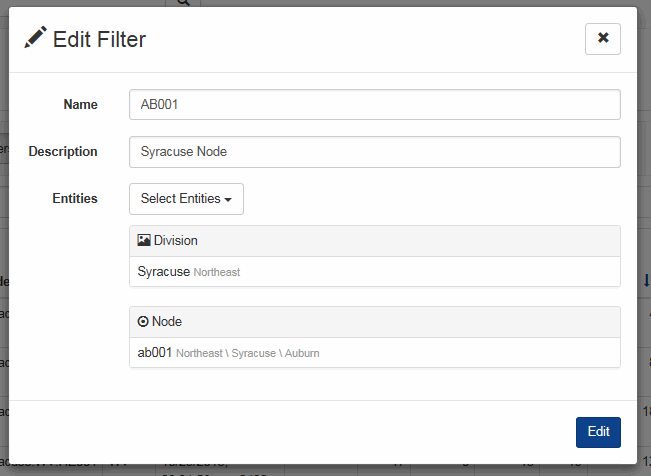 Edit Filter
Name AB001
Description Syracuse Node
Entities Select Entities
Division
Syracuse Northeast
Node
ab001 Northeast \ Syracuse \ Auburn
Edit